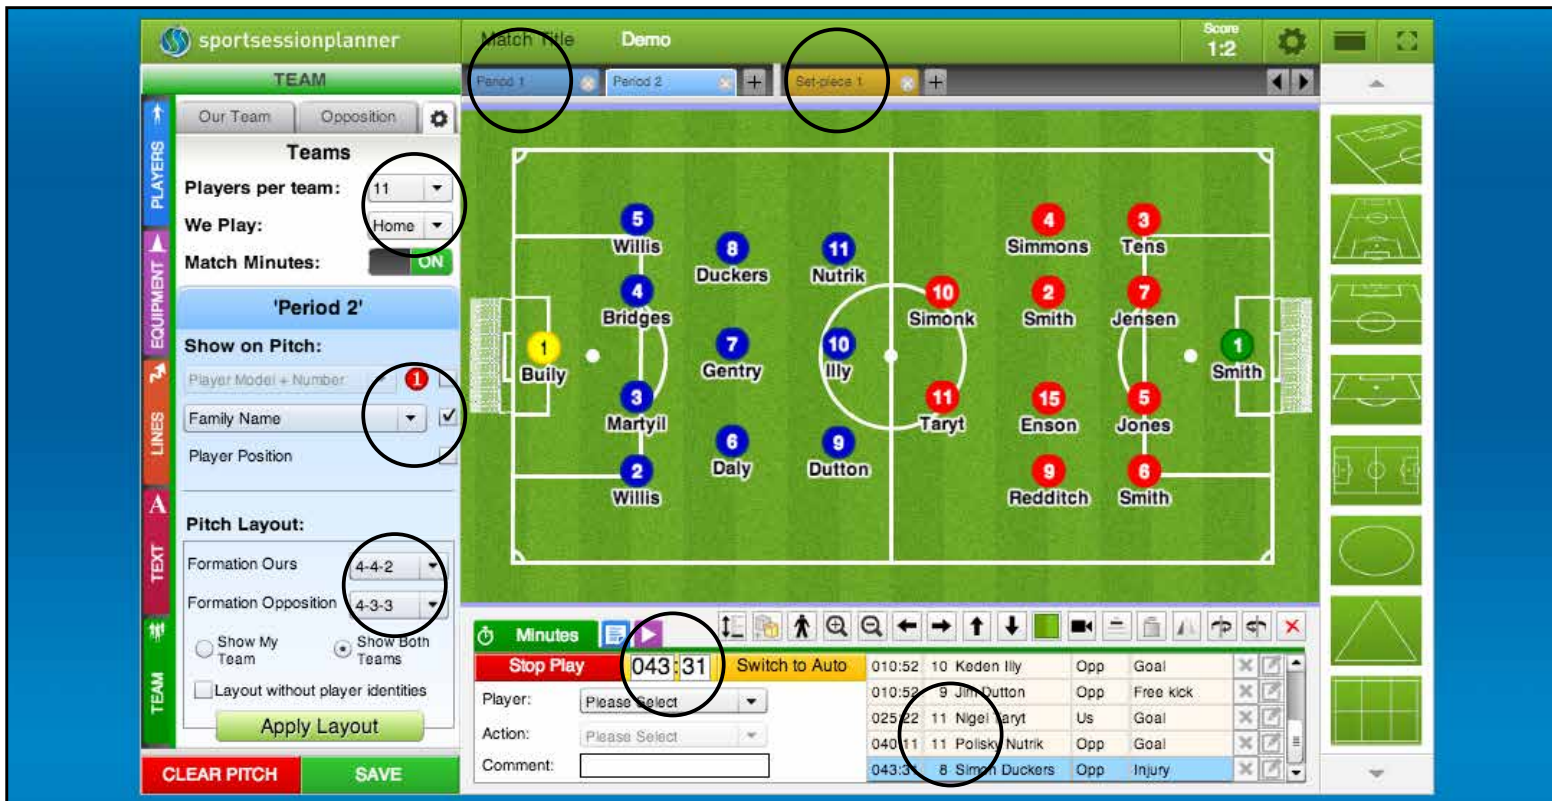 sportsessionplanner
Match Title Demo
Score
1:2
TEAM
Period 1
Period 2
Set-piece 1
PLAYERS
EQUIPMENT
LINES
A
TEXT
TEAM
Our Team
Opposition
Teams
Players per team: 11
We Play: Home
Match Minutes: ON
'Period 2'
Show on Pitch:
Player Model + Number 1
Family Name
Player Position
Pitch Layout:
Formation Ours 4-4-2
Formation Opposition 4-3-3
Show My Team
Show Both Teams
Layout without player identities
Apply Layout
CLEAR PITCH
SAVE
1
Builly
5
Willis
4
Bridges
3
Martyil
2
Willis
8
Duckers
7
Gentry
6
Daly
11
Nutrik
10
Illy
9
Dutton
10
Simonk
11
Taryt
4
Simmons
2
Smith
15
Enson
9
Redditch
3
Tens
7
Jensen
5
Jones
6
Smith
1
Smith
Minutes
Stop Play 043:31 Switch to Auto
Player: Please Select
Action: Please Select
Comment:
010:52 10 Keden Illy Opp Goal
010:52 9 Jim Dutton Opp Free kick
025:22 11 Nigel Taryt Us Goal
040:11 11 Polisky Nutrik Opp Goal
043:31 8 Simon Duckers Opp Injury